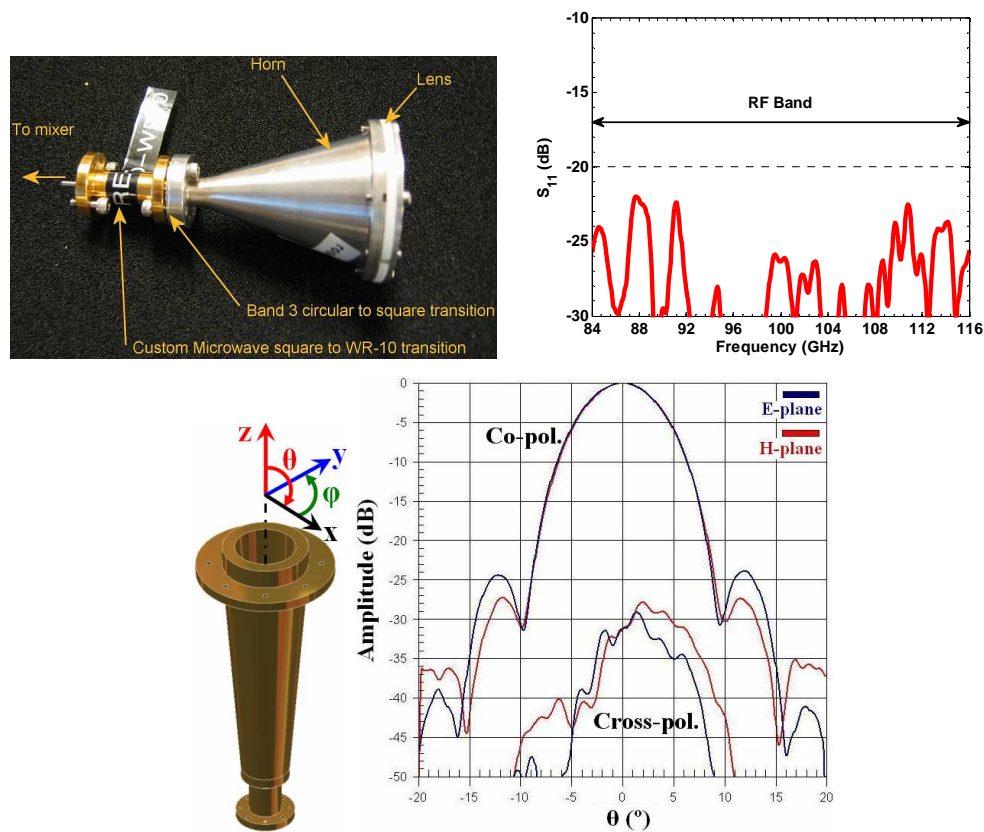 Horn
Lens
To mixer
RE
Band 3 circular to square transition
Custom Microwave square to WR-10 transition
-10
-15
-20
-25
-30
S11 (dB)
RF Band
84 88 92 96 100 104 108 112 116
Frequency (GHz)
z
θ
y
φ
x
0
-5
-10
-15
-20
-25
-30
-35
-40
-45
-50
Amplitude (dB)
Co-pol.
E-plane
H-plane
Cross-pol.
-20 -15 -10 -5 0 5 10 15 20
θ (º)